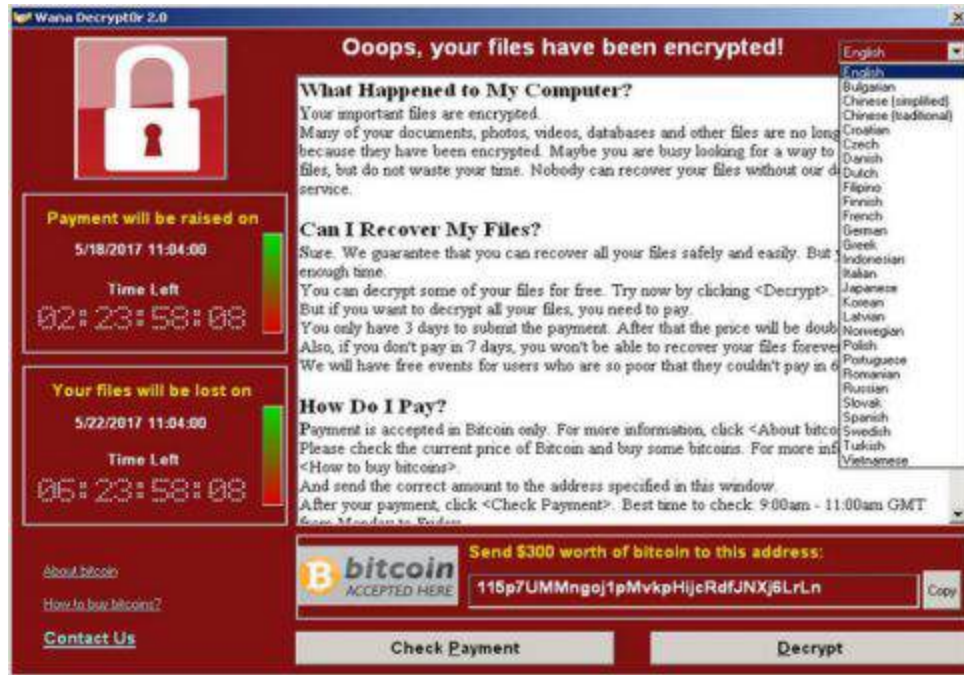 Wana Decrypt0r 2.0
Ooops, your files have been encrypted!
English
What Happened to My Computer?
Your important files are encrypted.
Many of your documents, photos, videos, databases and other files are no long
because they have been encrypted. Maybe you are busy looking for a way to
files, but do not waste your time. Nobody can recover your files without our d
service.
Can I Recover My Files?
Sure. We guarantee that you can recover all your files safely and easily. But y
enough time.
You can decrypt some of your files for free. Try now by clicking <Decrypt>.
But if you want to decrypt all your files, you need to pay.
You only have 3 days to submit the payment. After that the price will be doub
Also, if you don't pay in 7 days, you won't be able to recover your files forever
We will have free events for users who are so poor that they couldn't pay in 6
How Do I Pay?
Payment is accepted in Bitcoin only. For more information, click <About bitco
Please check the current price of Bitcoin and buy some bitcoins. For more inf
<How to buy bitcoins>.
And send the correct amount to the address specified in this window.
After your payment, click <Check Payment>. Best time to check: 9:00am - 11:00am GMT
from Monday to Friday.
English
Bulgarian
Chinese (simplified)
Chinese (traditional)
Croatian
Czech
Danish
Dutch
Filipino
Finnish
French
German
Greek
Indonesian
Italian
Japanese
Korean
Latvian
Norwegian
Polish
Portuguese
Romanian
Russian
Slovak
Spanish
Swedish
Turkish
Vietnamese
Payment will be raised on
5/18/2017 11:04:00
Time Left
02:23:58:08
Your files will be lost on
5/22/2017 11:04:00
Time Left
06:23:58:08
About bitcoin
How to buy bitcoins?
Contact Us
bitcoin
ACCEPTED HERE
Send $300 worth of bitcoin to this address:
115p7UMMngoj1pMvkpHijcRdfJNXj6LrLn
Copy
Check Payment
Decrypt